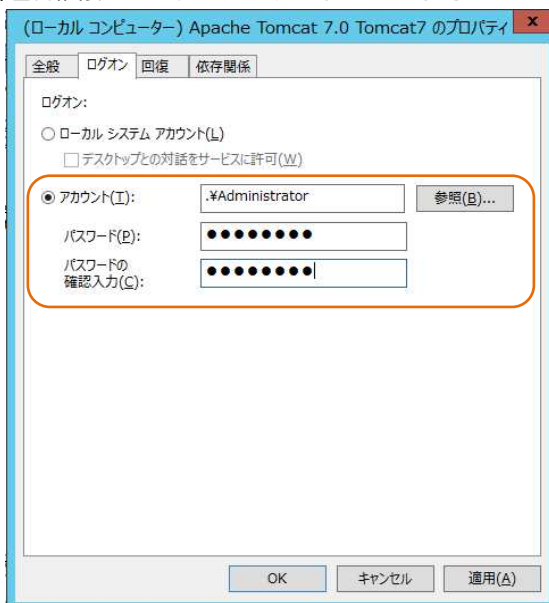 (ローカル コンピューター) Apache Tomcat 7.0 Tomcat7 のプロパティ x
全般 ログオン 回復 依存関係
ログオン:
ローカル システム アカウント(L)
デスクトップとの対話をサービスに許可(W)
アカウント(T): .¥Administrator 参照(B)...
パスワード(P): ●●●●●●●●
パスワードの
確認入力(C): ●●●●●●●●
OK キャンセル 適用(A)